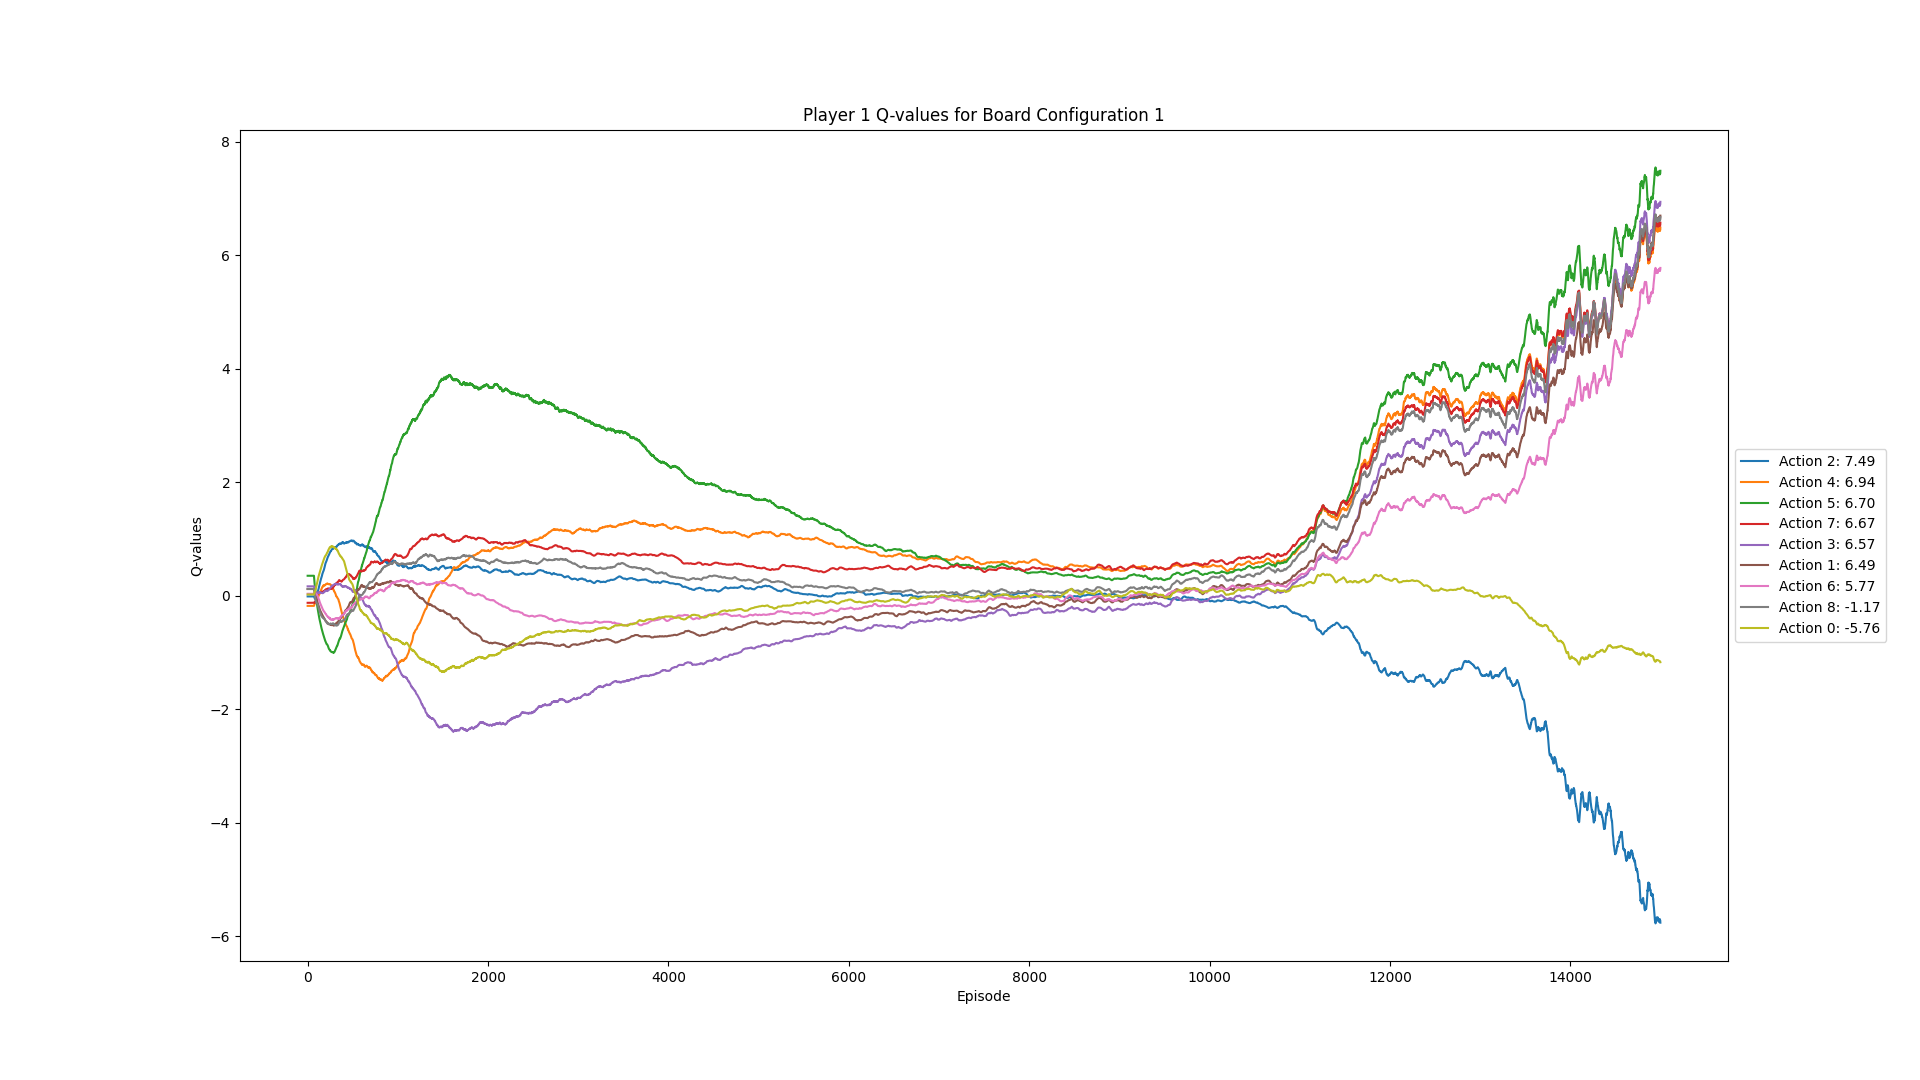 Player 1 Q-values for Board Configuration 1
8
6
4
2
0
−2
−4
−6
Q-values
0 2000 4000 6000 8000 10000 12000 14000
Episode
Action 2: 7.49
Action 4: 6.94
Action 5: 6.70
Action 7: 6.67
Action 3: 6.57
Action 1: 6.49
Action 6: 5.77
Action 8: -1.17
Action 0: -5.76